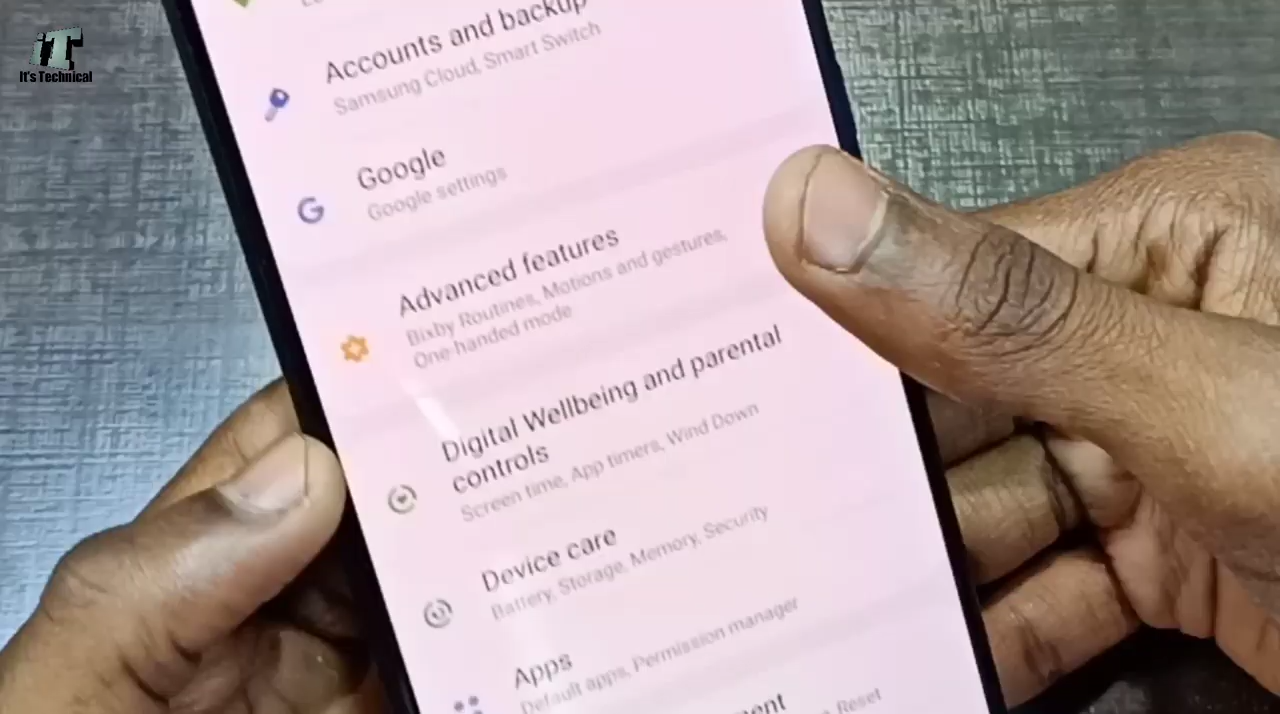 iT
It's Technical
Accounts and backup
Samsung Cloud, Smart Switch
Google
Google settings
Advanced features
Bixby Routines, Motions and gestures,
One-handed mode
Digital Wellbeing and parental
controls
Screen time, App timers, Wind Down
Device care
Battery, Storage, Memory, Security
Apps
Default apps, Permission manager
Reset